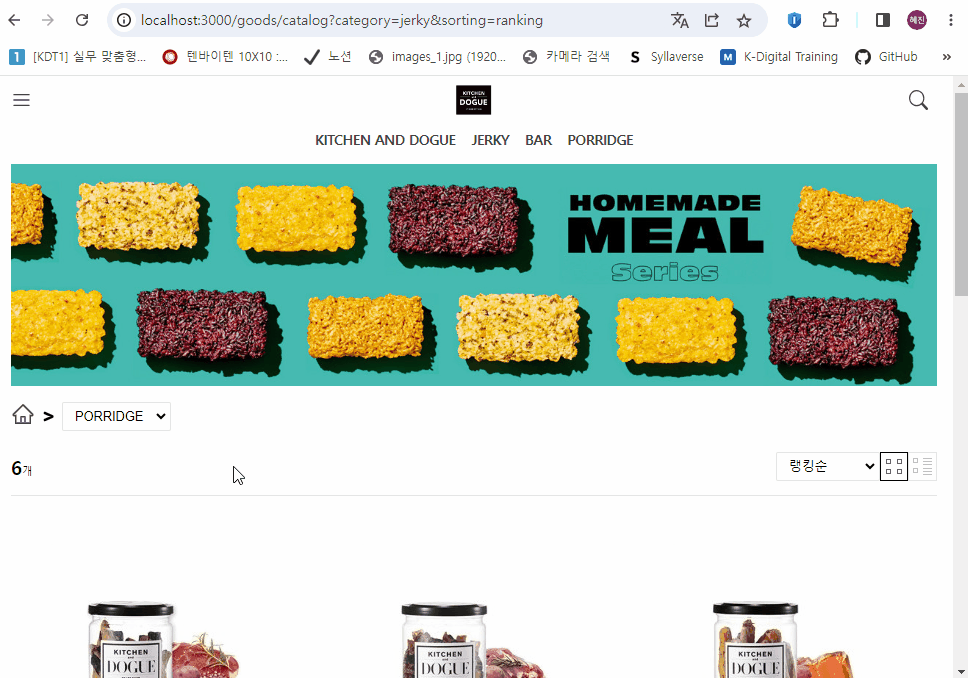 localhost:3000/goods/catalog?category=jerky&sorting=ranking
혜진
1 [KDT1] 실무 맞춤형... 텐바이텐 10X10 :... 노션 images_1.jpg (1920... 카메라 검색 S Syllaverse M K-Digital Training GitHub »
KITCHEN
and
DOGUE
KITCHEN AND DOGUE JERKY BAR PORRIDGE
HOMEMADE
MEAL
Series
> PORRIDGE
6개
랭킹순
KITCHEN and DOGUE
KITCHEN and DOGUE
KITCHEN and DOGUE